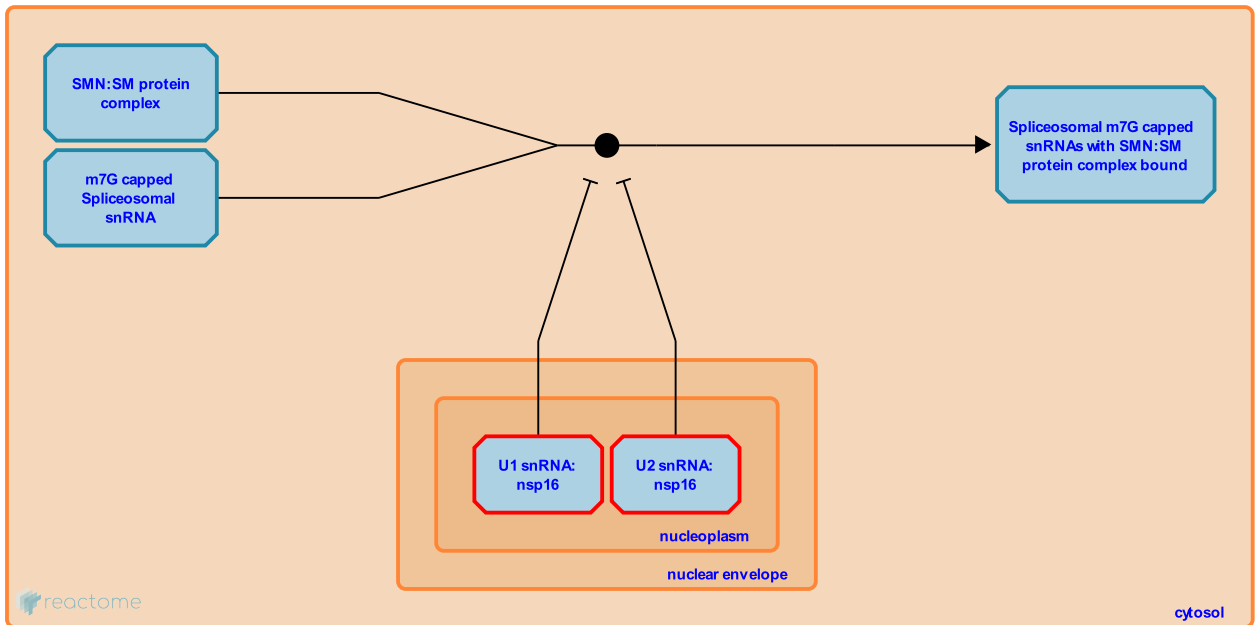 SMN:SM protein
complex
m7G capped
Spliceosomal
snRNA
Spliceosomal m7G capped
snRNAs with SMN:SM
protein complex bound
U1 snRNA:
nsp16
U2 snRNA:
nsp16
nucleoplasm
nuclear envelope
reactome
cytosol